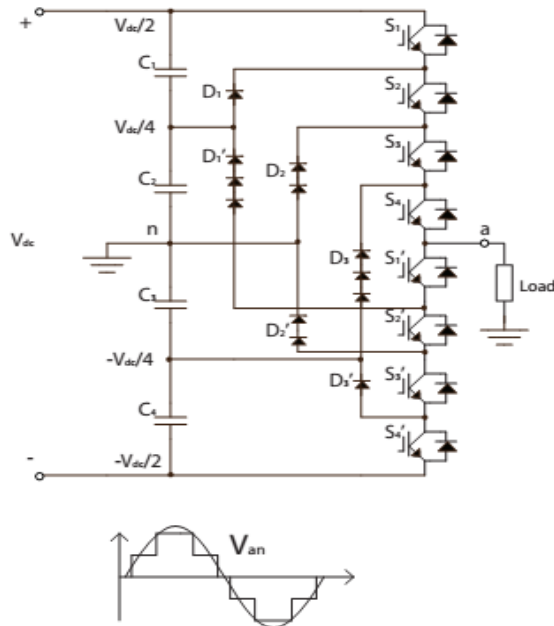 +
Vdc/2
S1
C1
D1
S2
Vdc/4
D1'
D2
S3
C2
S4
Vdc
n
a
D3
S1'
Load
C3
D2'
S2'
-Vdc/4
D3'
S3'
C4
S4'
-
-Vdc/2
Van